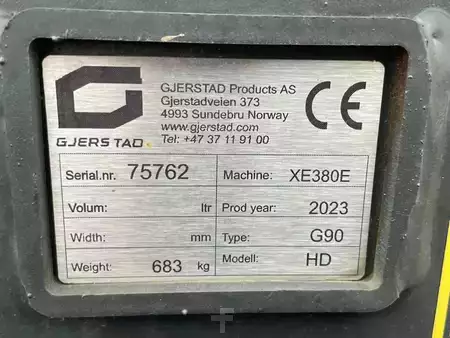 GJERSTAD Products AS
Gjerstadveien 373
4993 Sundebru Norway
www.gjerstad.com
Tel: +47 37 11 91 00
CE
GJERSTAD
Serial.nr. 75762 Machine: XE380E
Volum: ltr Prod year: 2023
Width: mm Type: G90
Weight: 683 kg Modell: HD